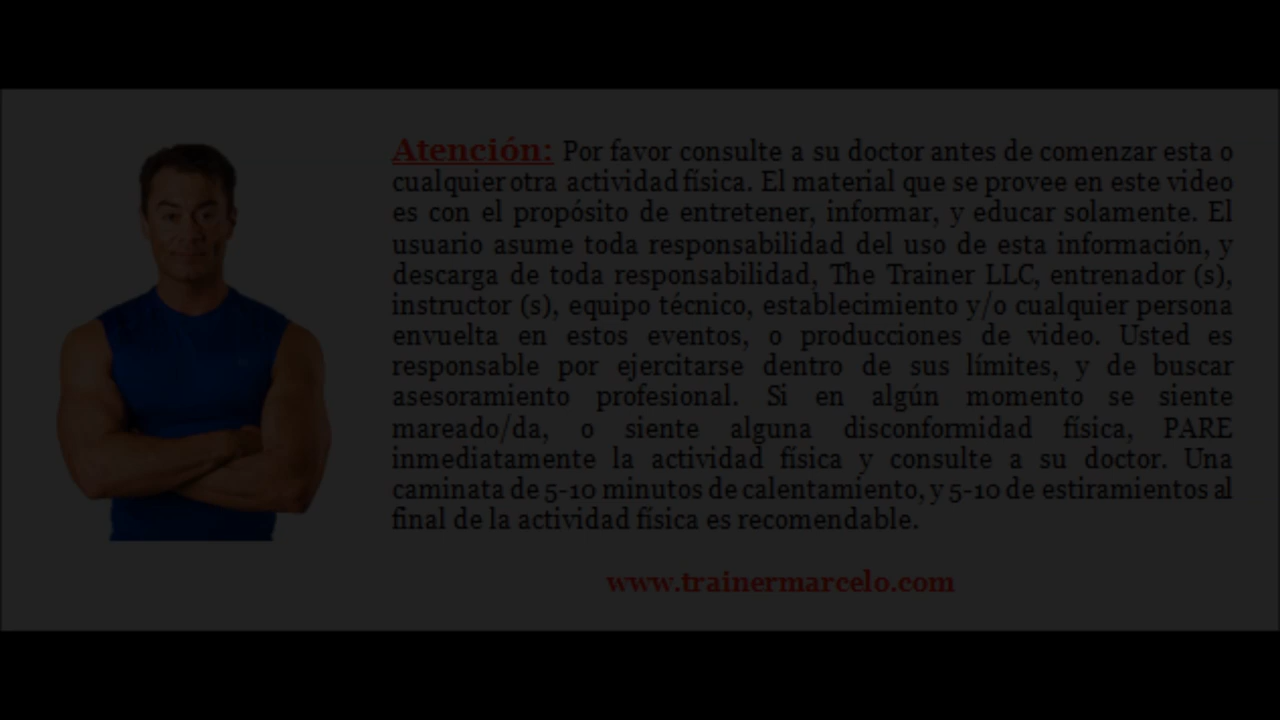 Atención: Por favor consulte a su doctor antes de comenzar esta o
cualquier otra actividad física. El material que se provee en este video
es con el propósito de entretener, informar, y educar solamente. El
usuario asume toda responsabilidad del uso de esta información, y
descarga de toda responsabilidad, The Trainer LLC, entrenador (s),
instructor (s), equipo técnico, establecimiento y/o cualquier persona
envuelta en estos eventos, o producciones de video. Usted es
responsable por ejercitarse dentro de sus límites, y de buscar
asesoramiento profesional. Si en algún momento se siente
mareado/da, o siente alguna disconformidad física, PARE
inmediatamente la actividad física y consulte a su doctor. Una
caminata de 5-10 minutos de calentamiento, y 5-10 de estiramientos al
final de la actividad física es recomendable.
www.trainermarcelo.com